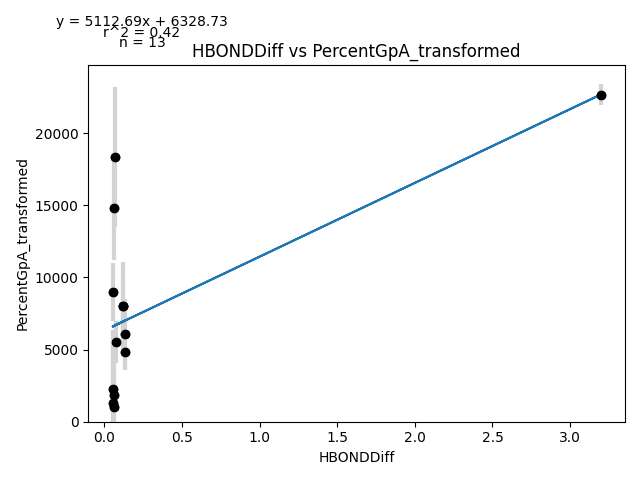 y = 5112.69x + 6328.73
r^2 = 0.42
n = 13
HBONDDiff vs PercentGpA_transformed
PercentGpA_transformed
20000
15000
10000
5000
0
0.0 0.5 1.0 1.5 2.0 2.5 3.0
HBONDDiff